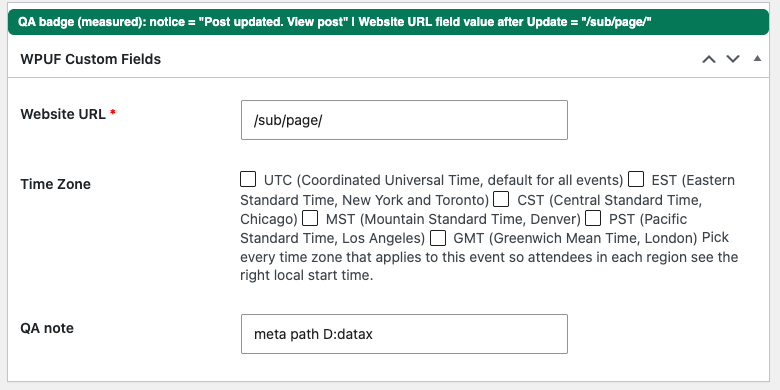 QA badge (measured): notice = "Post updated. View post" | Website URL field value after Update = "/sub/page/"
WPUF Custom Fields
Website URL *
/sub/page/
Time Zone
UTC (Coordinated Universal Time, default for all events) EST (Eastern
Standard Time, New York and Toronto) CST (Central Standard Time,
Chicago) MST (Mountain Standard Time, Denver) PST (Pacific
Standard Time, Los Angeles) GMT (Greenwich Mean Time, London) Pick
every time zone that applies to this event so attendees in each region see the
right local start time.
QA note
meta path D:datax